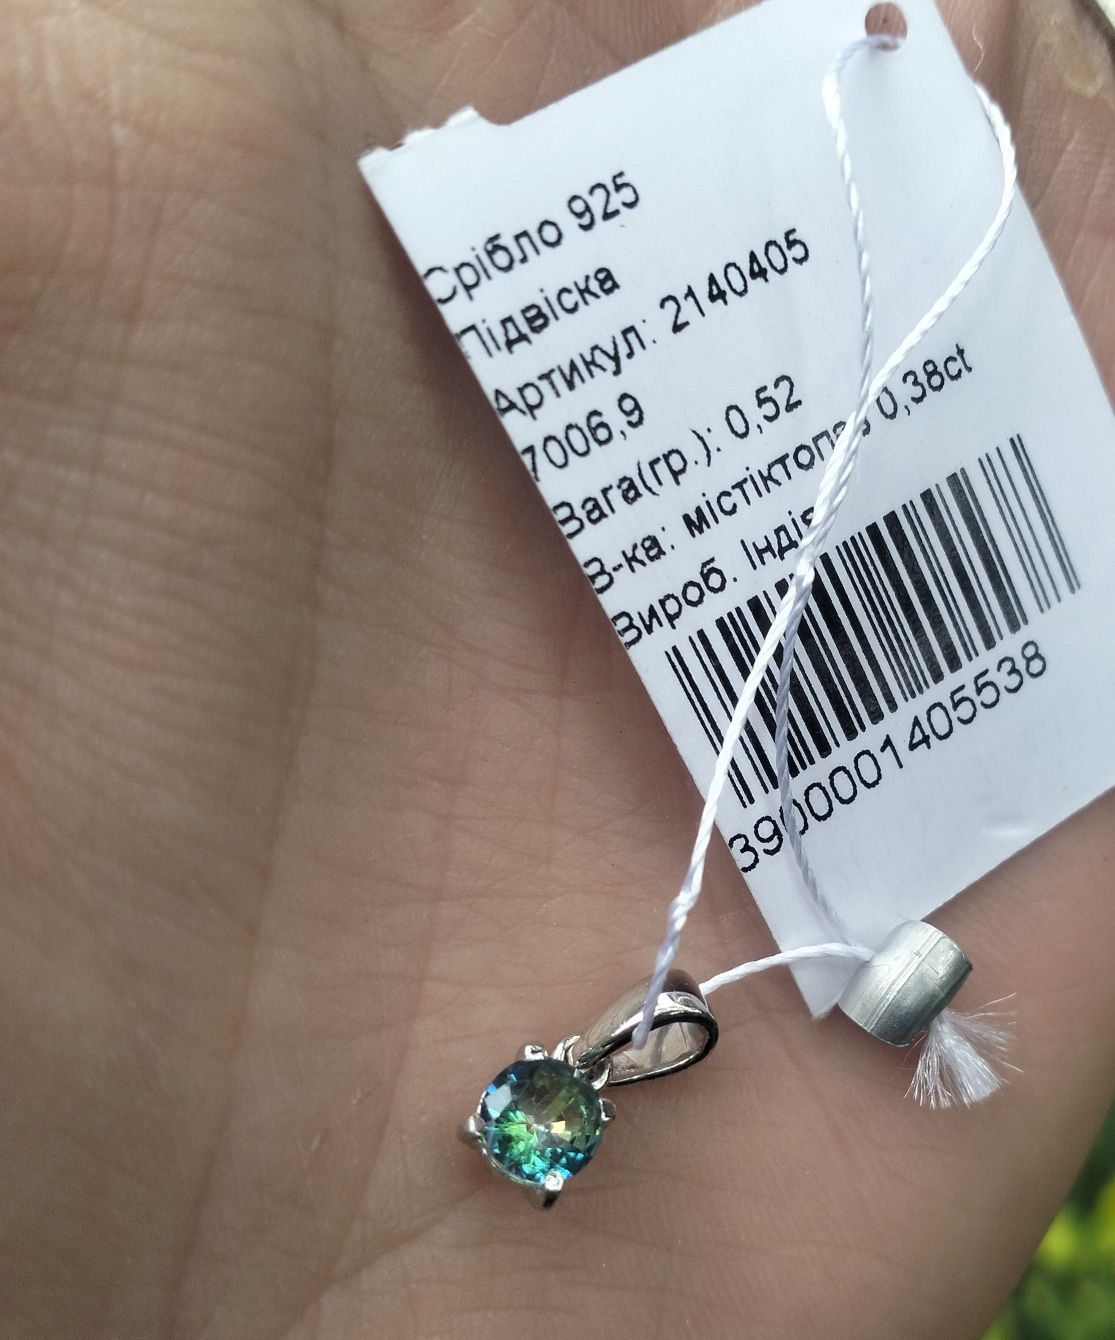 Срібло 925
Підвіска
Артикул: 2140405
7006,9
Вага(гр.): 0,52
В-ка: містіктопаз 0,38ct
Вироб. Індія
3900001405538